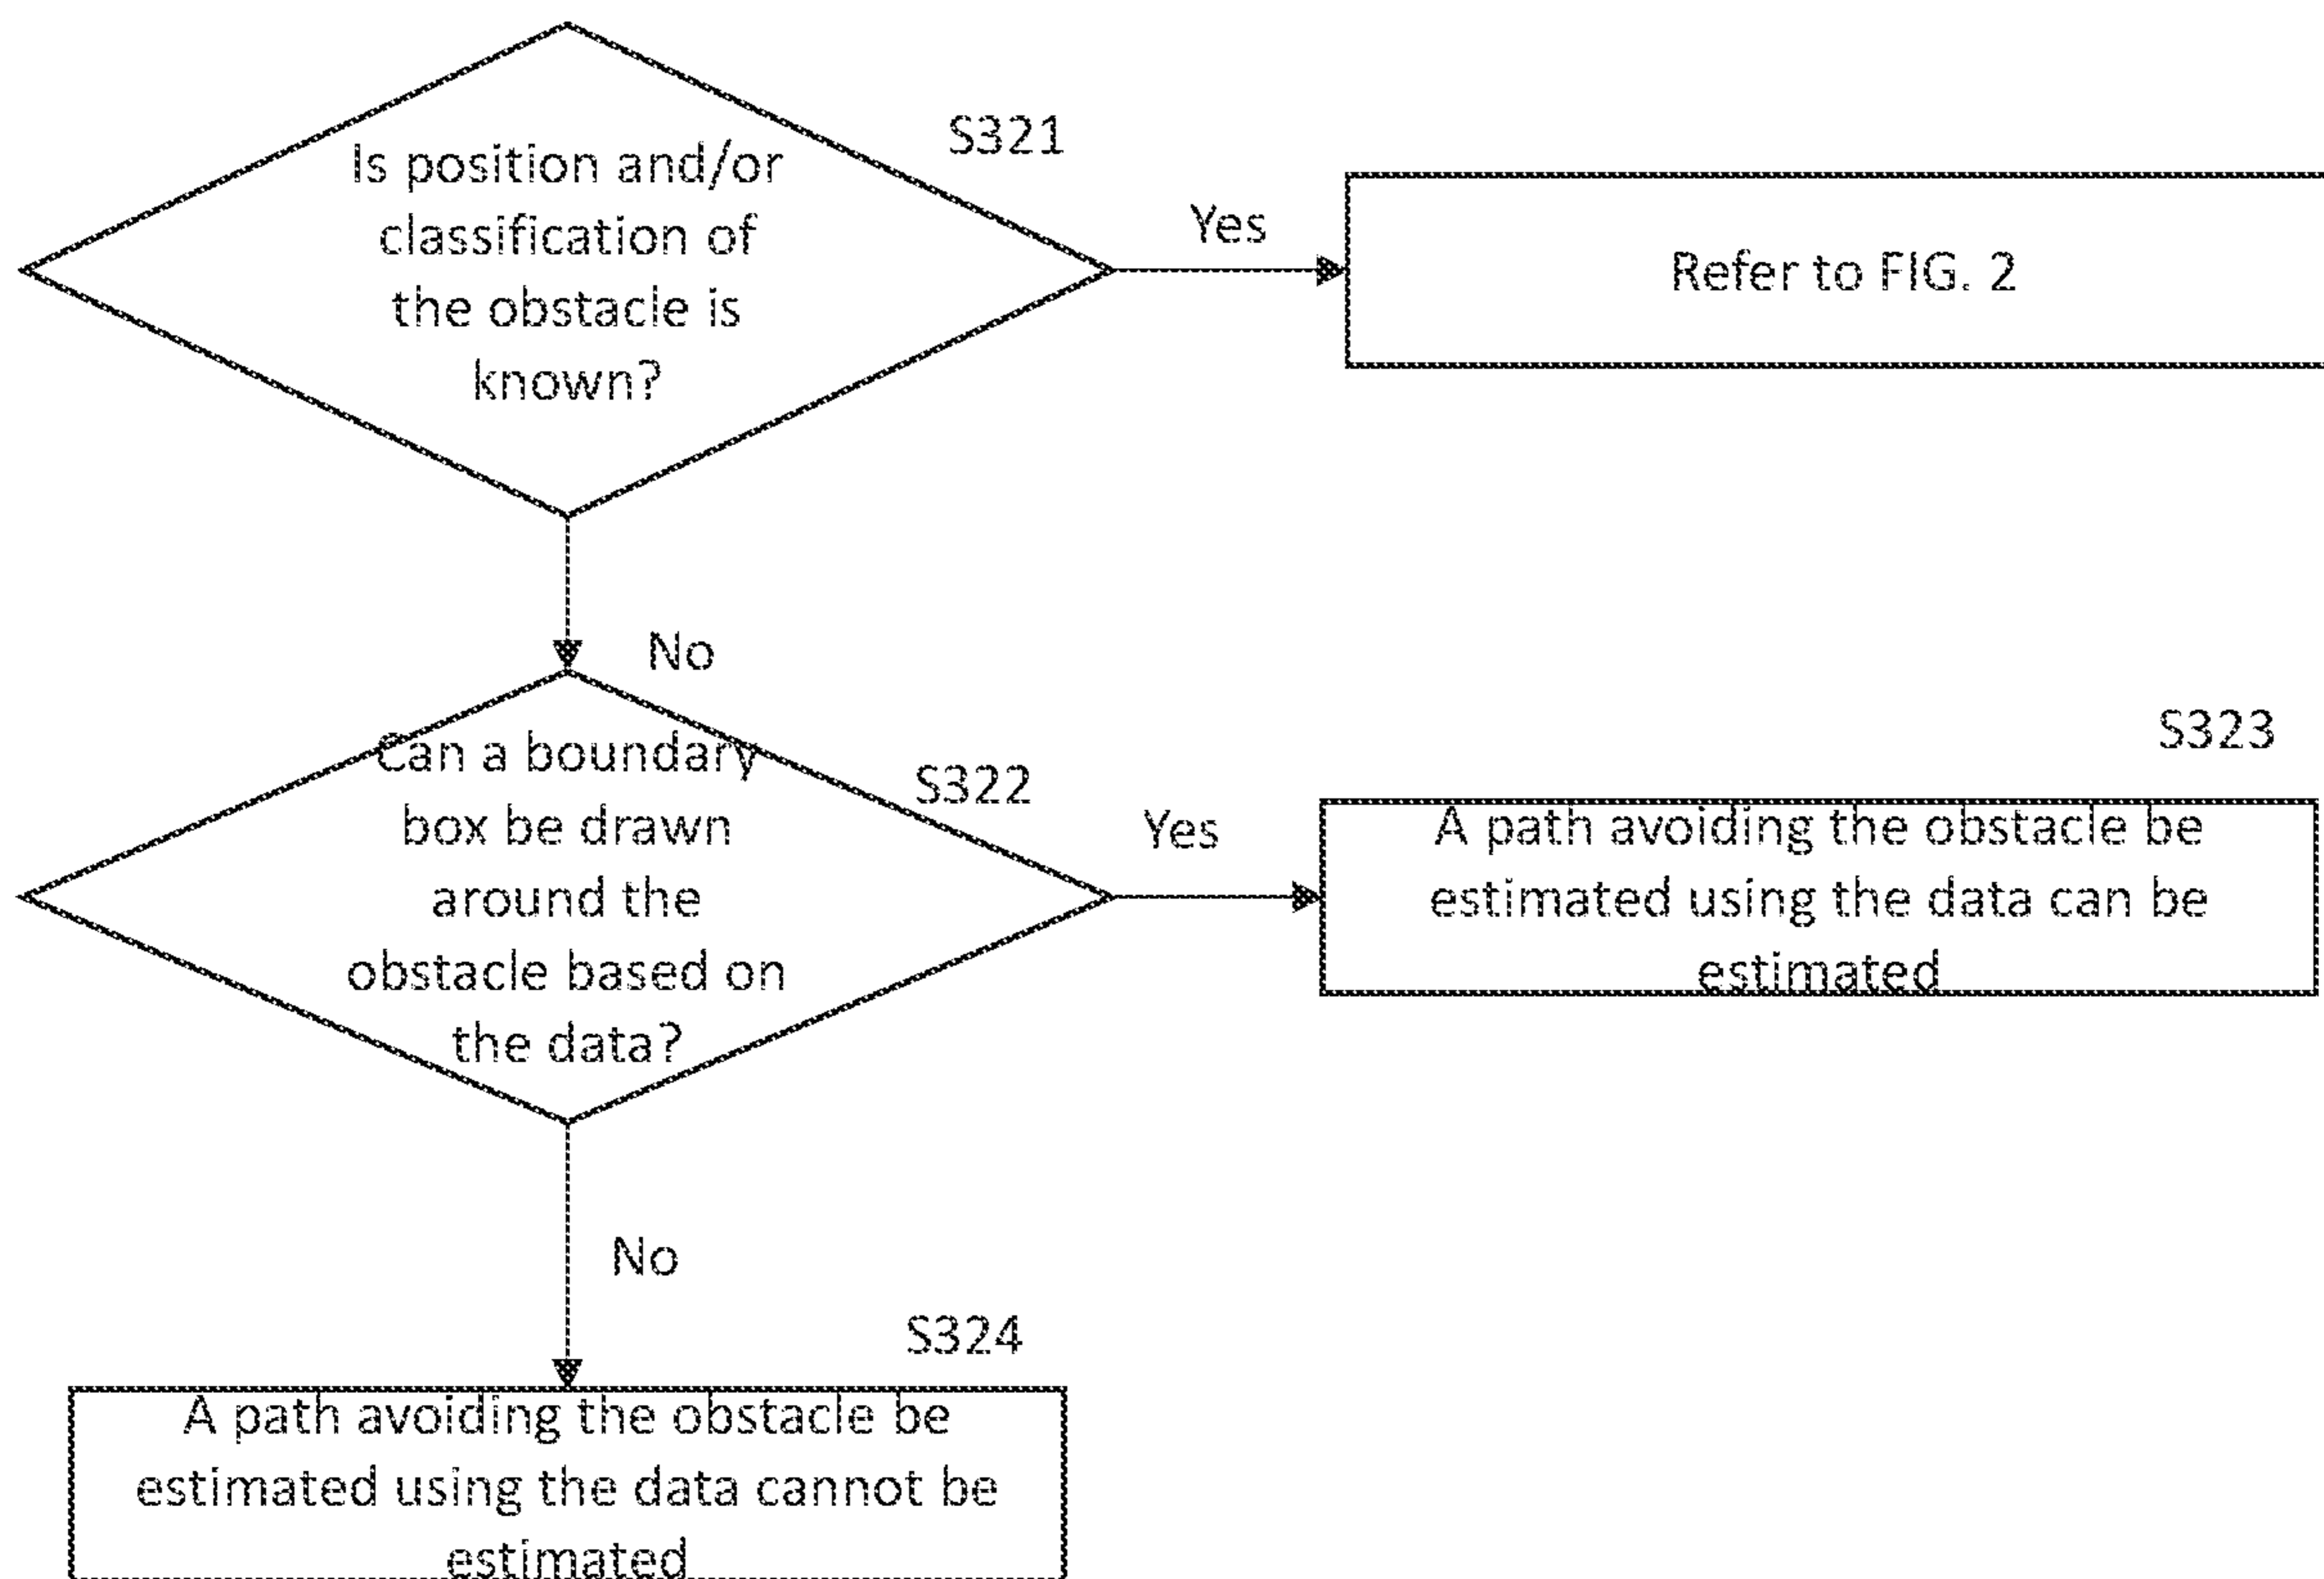 S321
Is position and/or
classification of
the obstacle is
known?
Yes
Refer to FIG. 2
No
S322
Can a boundary
box be drawn
around the
obstacle based on
the data?
Yes
S323
A path avoiding the obstacle be
estimated using the data can be
estimated
No
S324
A path avoiding the obstacle be
estimated using the data cannot be
estimated